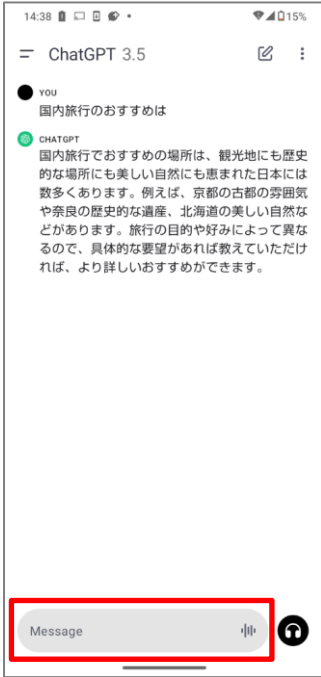 14:38 15%
ChatGPT 3.5
YOU
国内旅行のおすすめは
CHATGPT
国内旅行でおすすめの場所は、観光地にも歴史
的な場所にも美しい自然にも恵まれた日本には
数多くあります。例えば、京都の古都の雰囲気
や奈良の歴史的な遺産、北海道の美しい自然な
どがあります。旅行の目的や好みによって異な
るので、具体的な要望があれば教えていただけ
れば、より詳しいおすすめができます。
Message